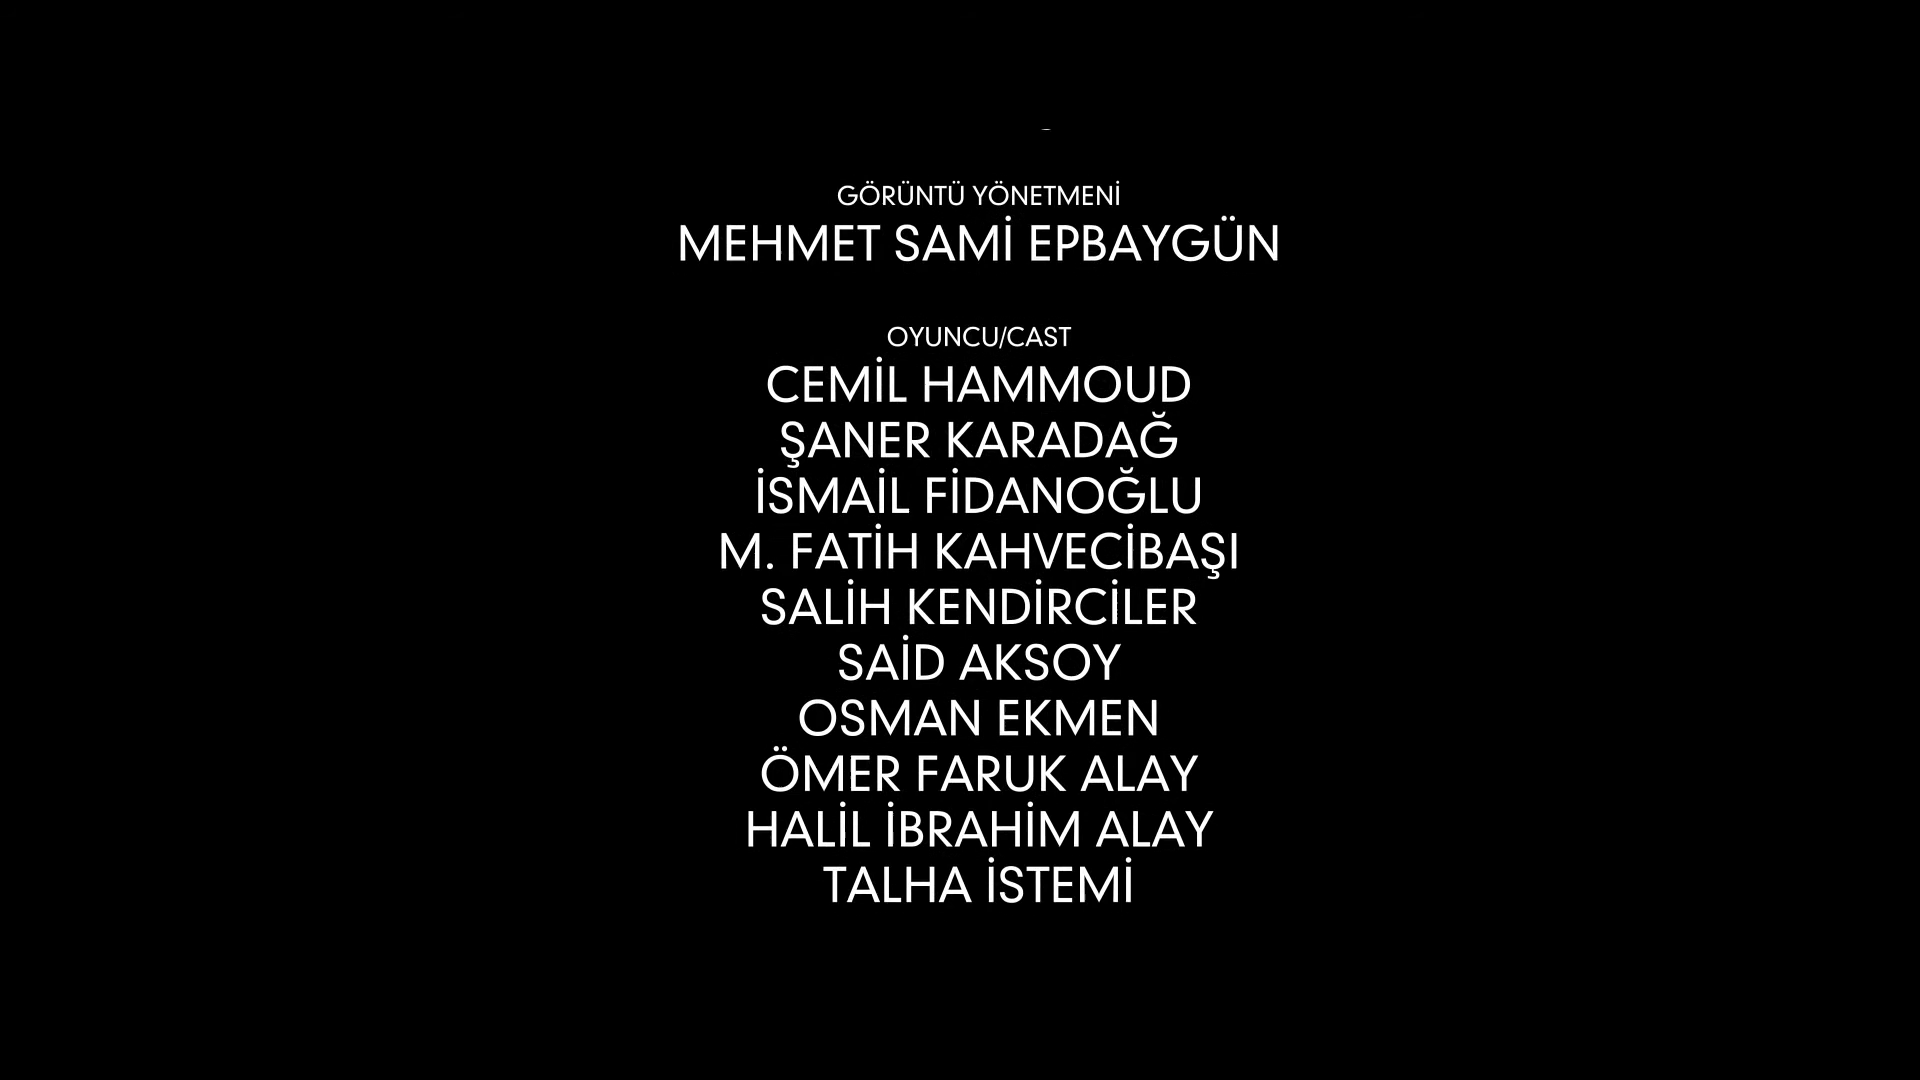 GÖRÜNTÜ YÖNETMENİ
MEHMET SAMİ EPBAYGÜN
OYUNCU/CAST
CEMİL HAMMOUD
ŞANER KARADAĞ
İSMAİL FİDANOĞLU
M. FATİH KAHVECİBAŞI
SALİH KENDİRCİLER
SAİD AKSOY
OSMAN EKMEN
ÖMER FARUK ALAY
HALİL İBRAHİM ALAY
TALHA İSTEMİ